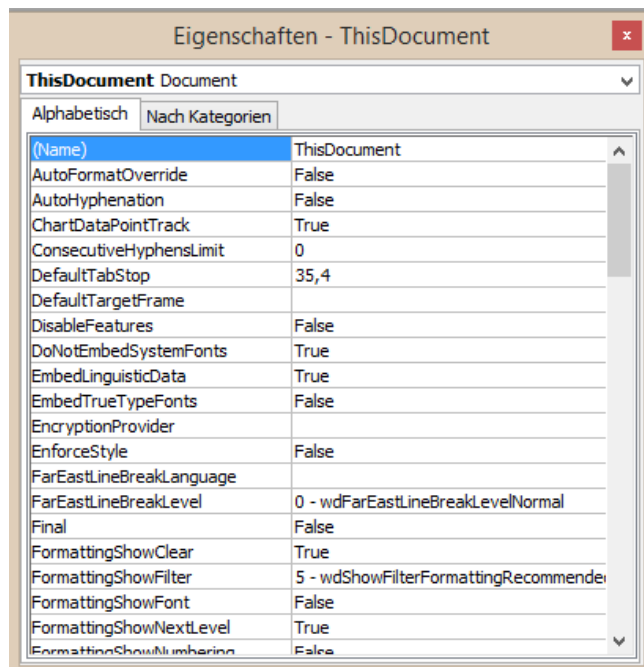 Eigenschaften - ThisDocument
x
ThisDocument Document
Alphabetisch Nach Kategorien
(Name) ThisDocument
AutoFormatOverride False
AutoHyphenation False
ChartDataPointTrack True
ConsecutiveHyphensLimit 0
DefaultTabStop 35,4
DefaultTargetFrame
DisableFeatures False
DoNotEmbedSystemFonts True
EmbedLinguisticData True
EmbedTrueTypeFonts False
EncryptionProvider
EnforceStyle False
FarEastLineBreakLanguage
FarEastLineBreakLevel 0 - wdFarEastLineBreakLevelNormal
Final False
FormattingShowClear True
FormattingShowFilter 5 - wdShowFilterFormattingRecommende
FormattingShowFont False
FormattingShowNextLevel True
FormattingShowNumbering False